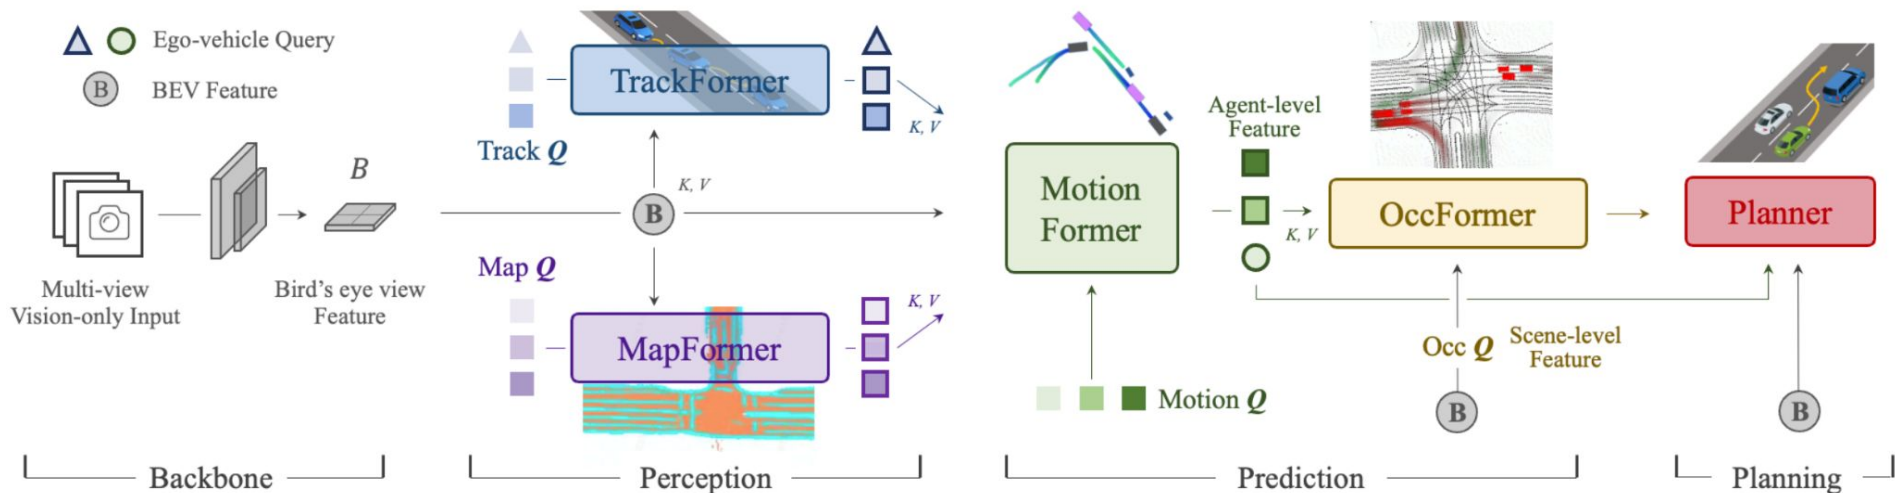 Ego-vehicle Query
B
BEV Feature
B
Multi-view
Vision-only Input
Bird's eye view
Feature
Backbone
TrackFormer
Track Q
K, V
K, V
B
Map Q
K, V
MapFormer
Perception
Motion
Former
Agent-level
Feature
K, V
OccFormer
Occ Q
Scene-level
Feature
Motion Q
B
Prediction
Planner
B
Planning